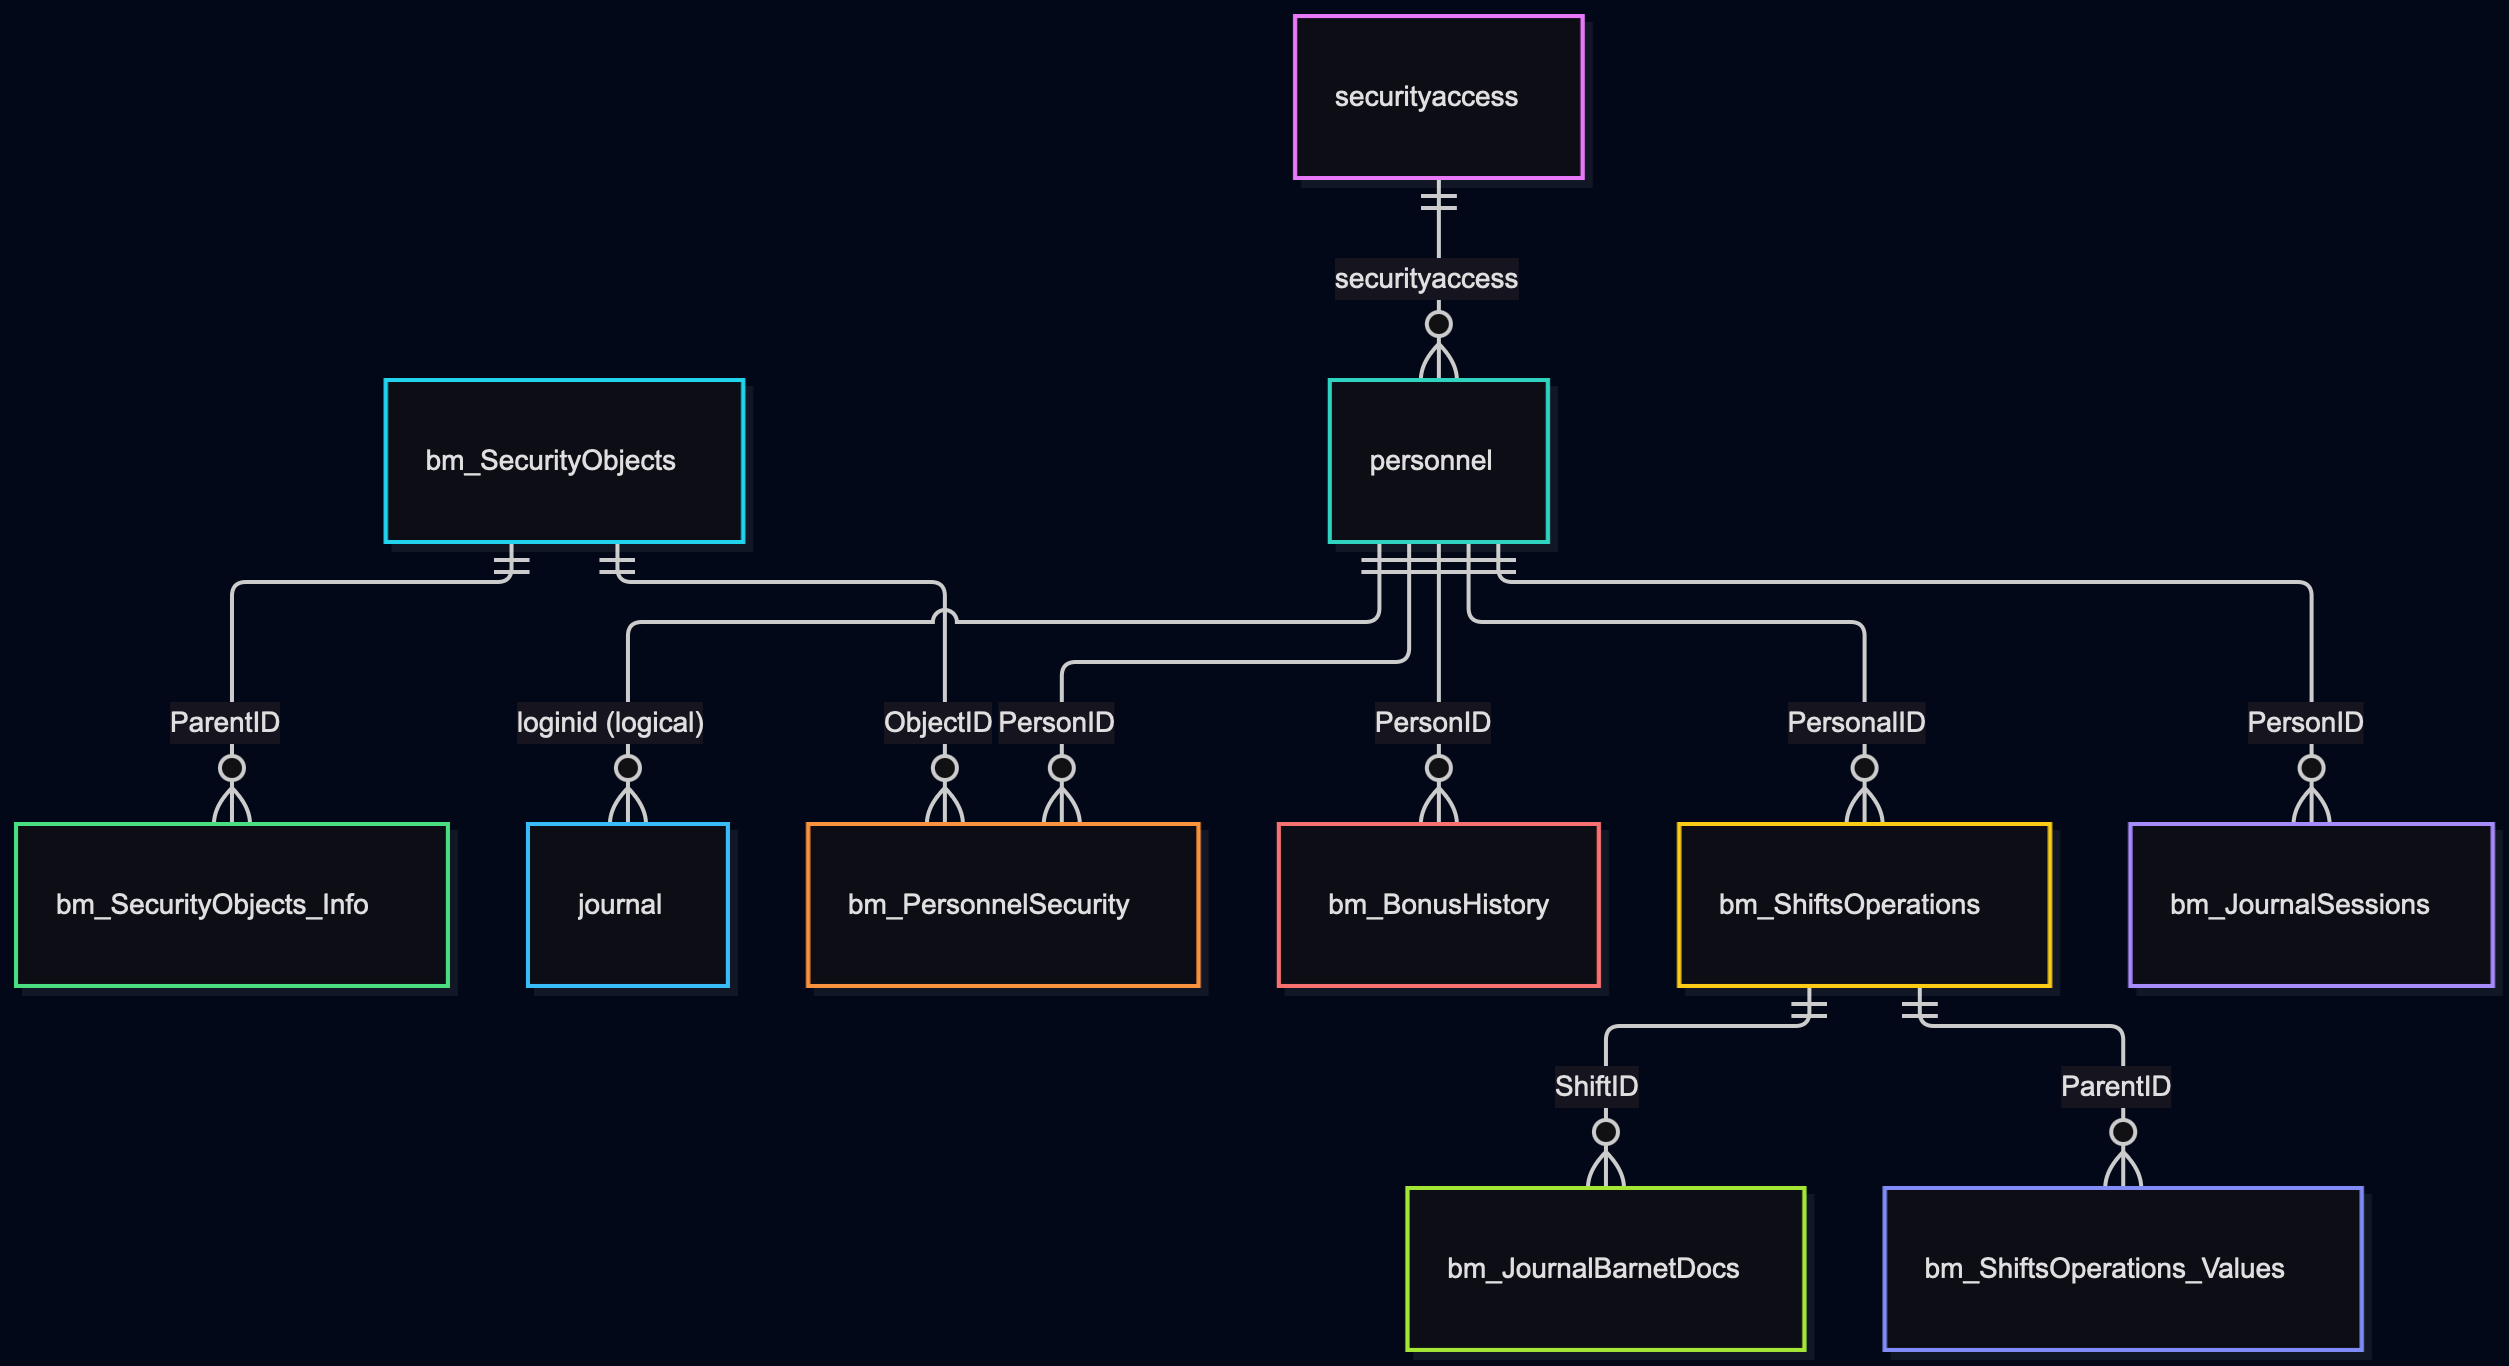 securityaccess
securityaccess
bm_SecurityObjects
personnel
ParentID
loginid (logical)
ObjectID
PersonID
PersonID
PersonalID
PersonID
bm_SecurityObjects_Info
journal
bm_PersonnelSecurity
bm_BonusHistory
bm_ShiftsOperations
bm_JournalSessions
ShiftID
ParentID
bm_JournalBarnetDocs
bm_ShiftsOperations_Values